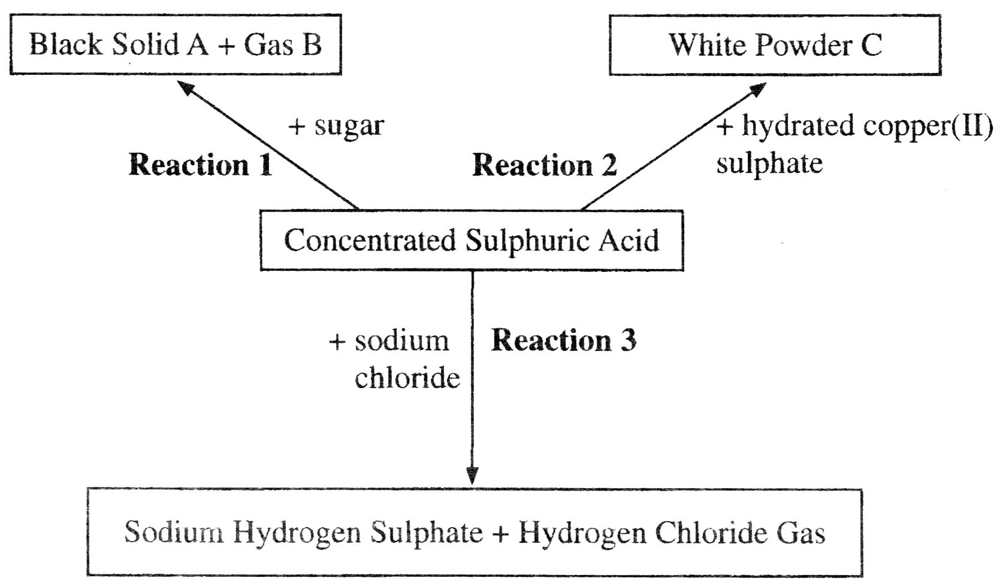 Black Solid A + Gas B
White Powder C
+ sugar
Reaction 1
Reaction 2
+ hydrated copper(II)
sulphate
Concentrated Sulphuric Acid
+ sodium
chloride
Reaction 3
Sodium Hydrogen Sulphate + Hydrogen Chloride Gas